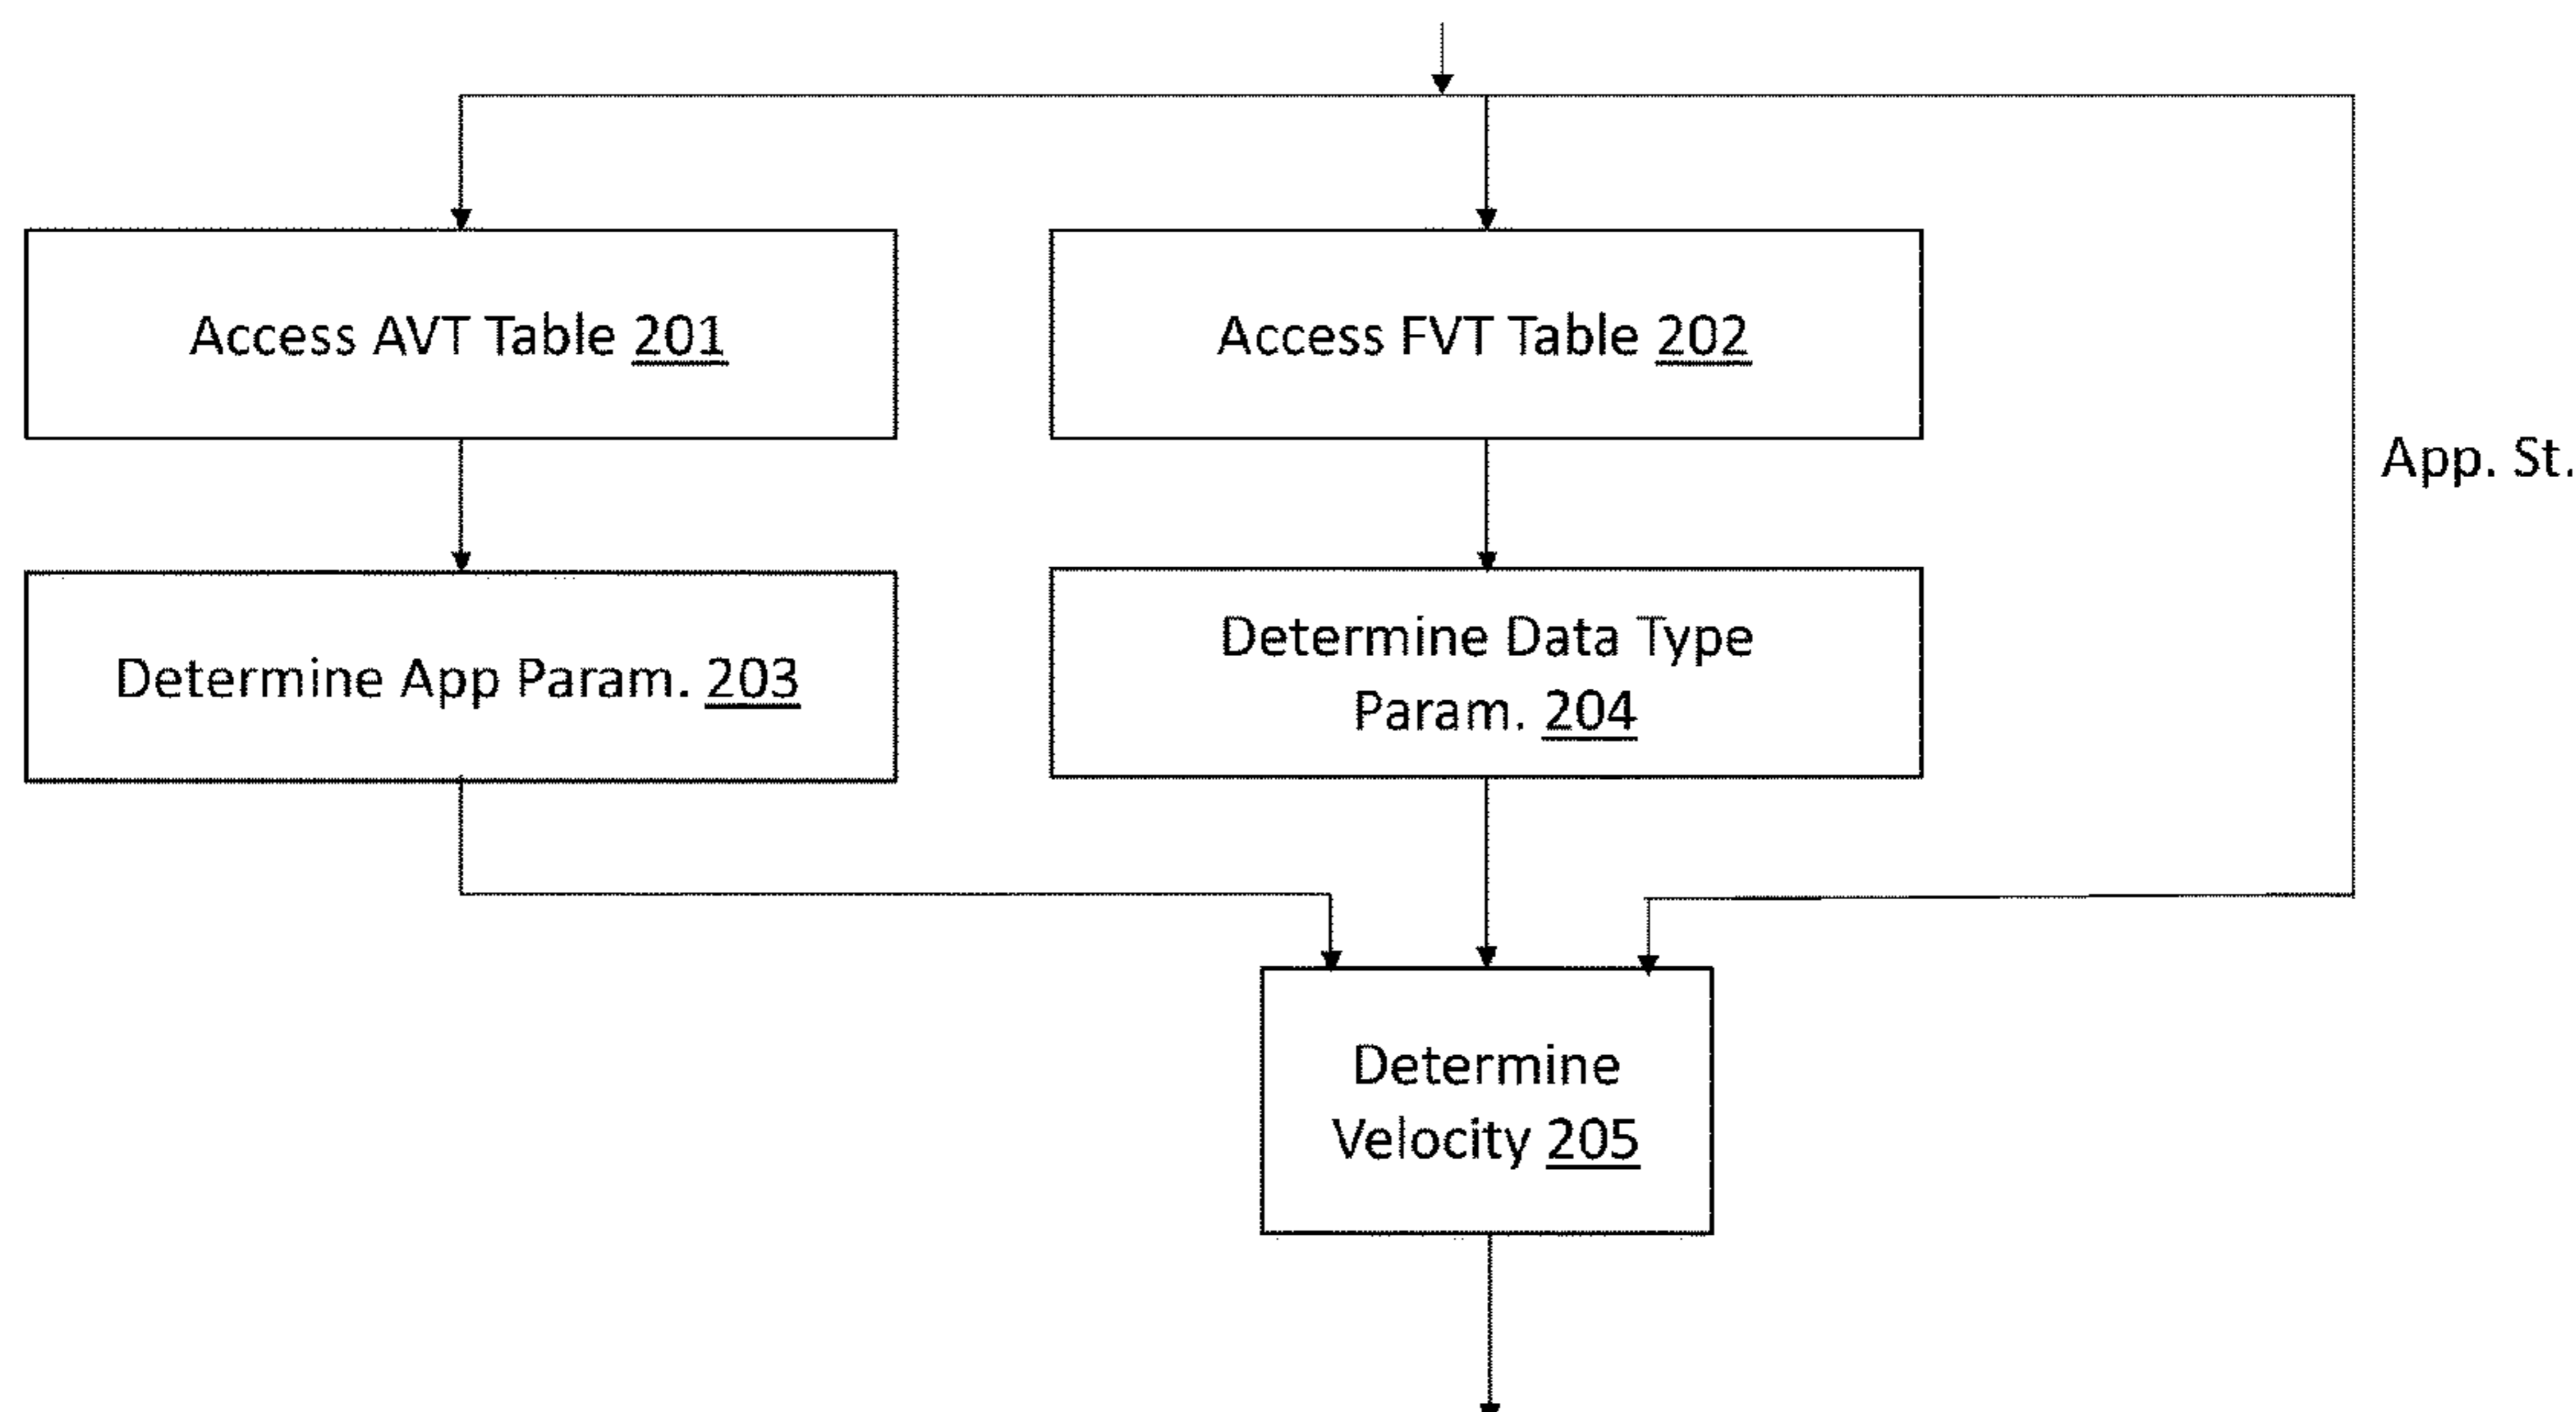 Access AVT Table 201
Access FVT Table 202
App. St.
Determine App Param. 203
Determine Data Type
Param. 204
Determine
Velocity 205